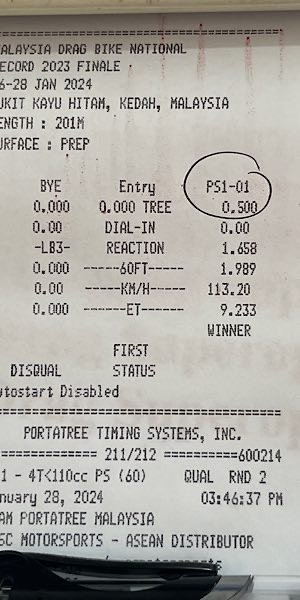 =====================================
ALAYSIA DRAG BIKE NATIONAL
ECORD 2023 FINALE
6-28 JAN 2024
UKIT KAYU HITAM, KEDAH, MALAYSIA
ENGTH : 201M
URFACE : PREP
BYE Entry PS1-01
0.000 0.000 TREE 0.500
0.00 DIAL-IN 0.00
-LB3- REACTION 1.658
0.000 ------60FT------ 1.989
0.00 ------KM/H------ 113.20
0.000 -------ET------- 9.233
WINNER
FIRST
DISQUAL STATUS
utostart Disabled
=====================================
PORTATREE TIMING SYSTEMS, INC.
============ 211/212 ==========600214
1 - 4T<110cc PS (60) QUAL RND 2
nuary 28, 2024 03:46:37 PM
AM PORTATREE MALAYSIA
SC MOTORSPORTS - ASEAN DISTRIBUTOR